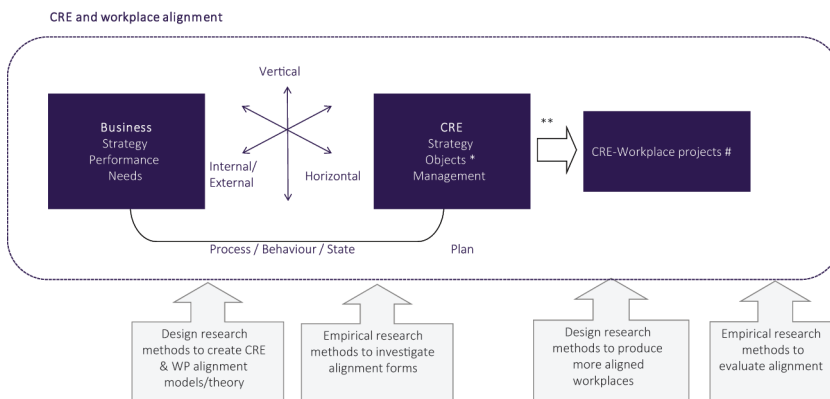 CRE and workplace alignment
Vertical
Business
Strategy
Performance
Needs
Internal/
External
Horizontal
CRE
Strategy
Objects *
Management
**
CRE-Workplace projects #
Process / Behaviour / State
Plan
Design research
methods to create CRE
& WP alignment
models/theory
Empirical research
methods to investigate
alignment forms
Design research
methods to produce
more aligned
workplaces
Empirical research
methods to
evaluate alignment